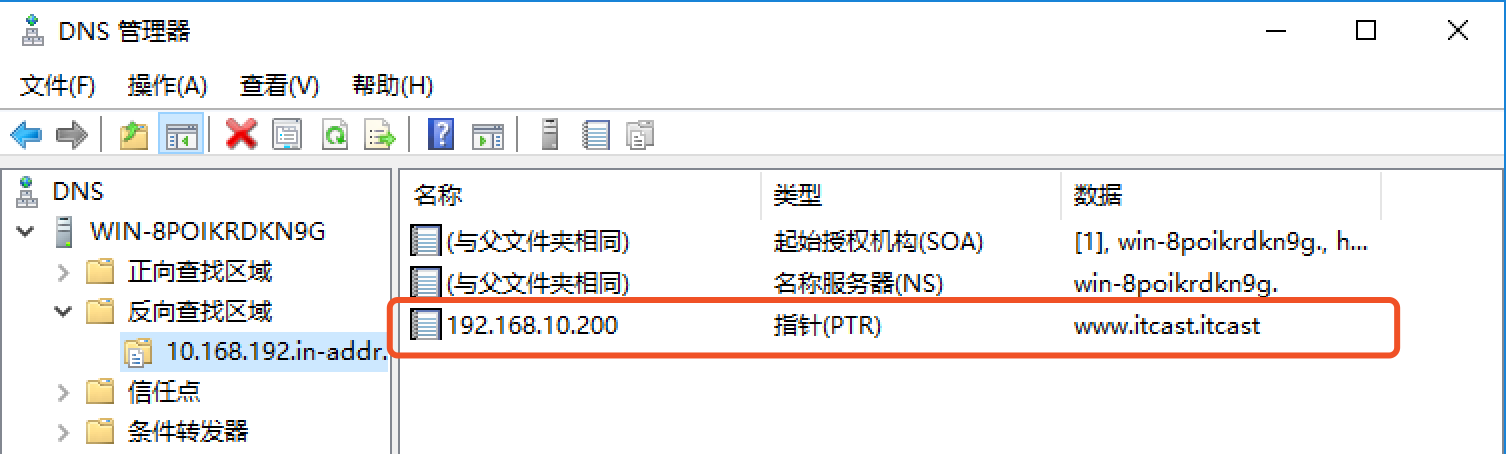 DNS 管理器
文件(F) 操作(A) 查看(V) 帮助(H)
DNS
WIN-8POIKRDKN9G
正向查找区域
反向查找区域
10.168.192.in-addr.
信任点
条件转发器
名称 类型 数据
(与父文件夹相同) 起始授权机构(SOA) [1], win-8poikrdkn9g., h...
(与父文件夹相同) 名称服务器(NS) win-8poikrdkn9g.
192.168.10.200 指针(PTR) www.itcast.itcast